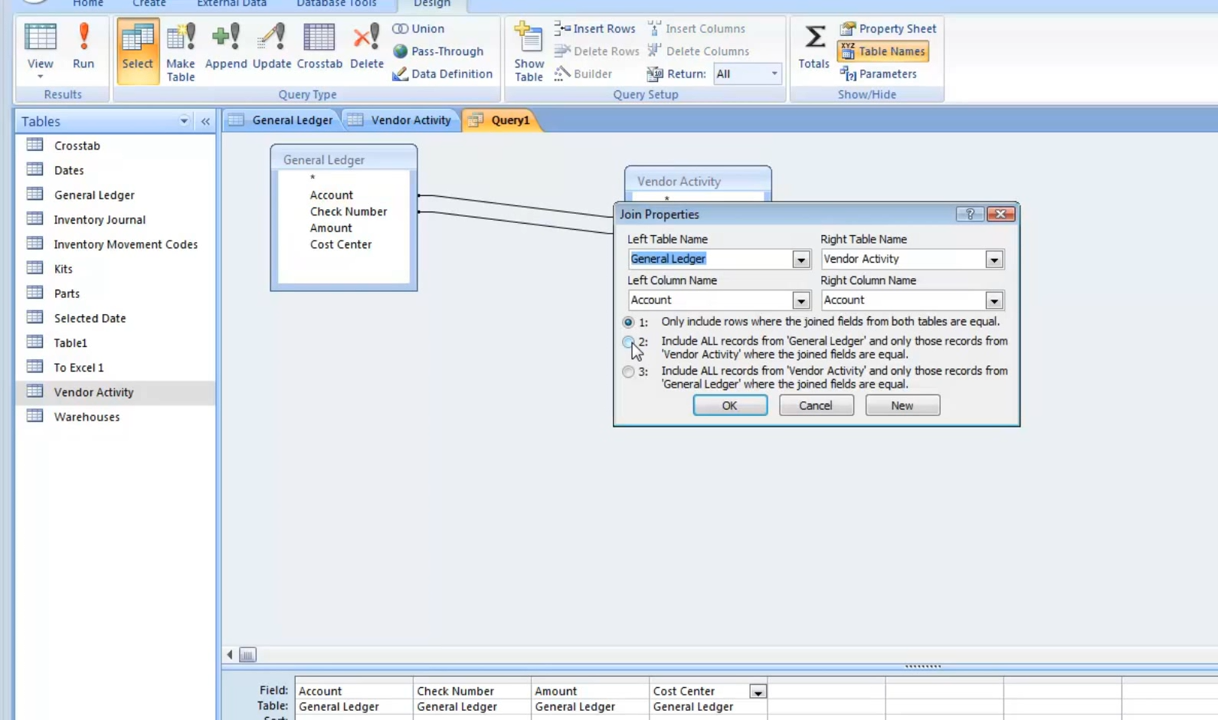 Home Create External Data Database Tools Design
View
Run
Select
Make
Table
Append
Update
Crosstab
Delete
Union
Pass-Through
Data Definition
Show
Table
Insert Rows
Delete Rows
Builder
Insert Columns
Delete Columns
Return: All
Totals
Property Sheet
XYZ Table Names
Parameters
Results
Query Type
Query Setup
Show/Hide
Tables
General Ledger
Vendor Activity
Query1
Crosstab
Dates
General Ledger
Inventory Journal
Inventory Movement Codes
Kits
Parts
Selected Date
Table1
To Excel 1
Vendor Activity
Warehouses
General Ledger
*
Account
Check Number
Amount
Cost Center
Vendor Activity
*
Join Properties
Left Table Name Right Table Name
General Ledger Vendor Activity
Left Column Name Right Column Name
Account Account
1: Only include rows where the joined fields from both tables are equal.
2: Include ALL records from 'General Ledger' and only those records from
'Vendor Activity' where the joined fields are equal.
3: Include ALL records from 'Vendor Activity' and only those records from
'General Ledger' where the joined fields are equal.
OK Cancel New
Field: Account Check Number Amount Cost Center
Table: General Ledger General Ledger General Ledger General Ledger